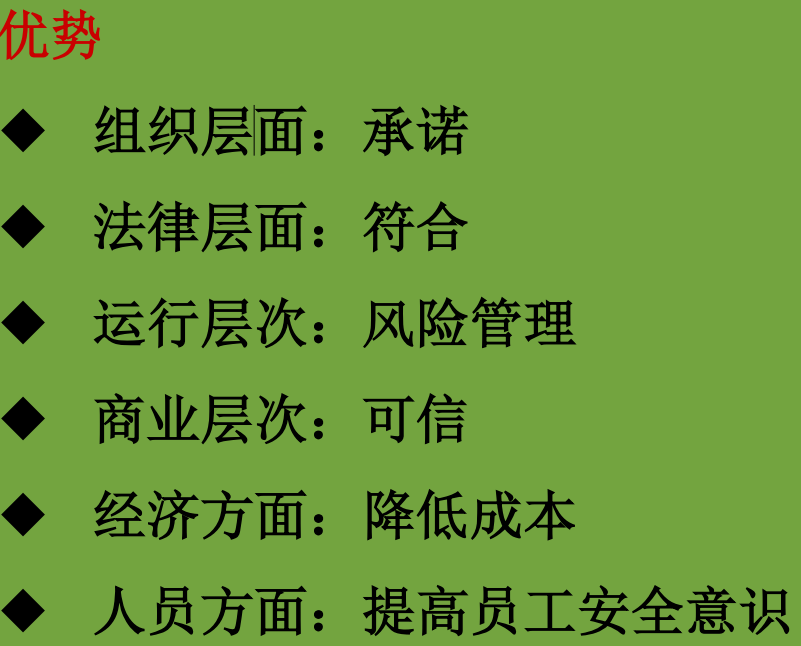 优势
◆ 组织层面：承诺
◆ 法律层面：符合
◆ 运行层次：风险管理
◆ 商业层次：可信
◆ 经济方面：降低成本
◆ 人员方面：提高员工安全意识